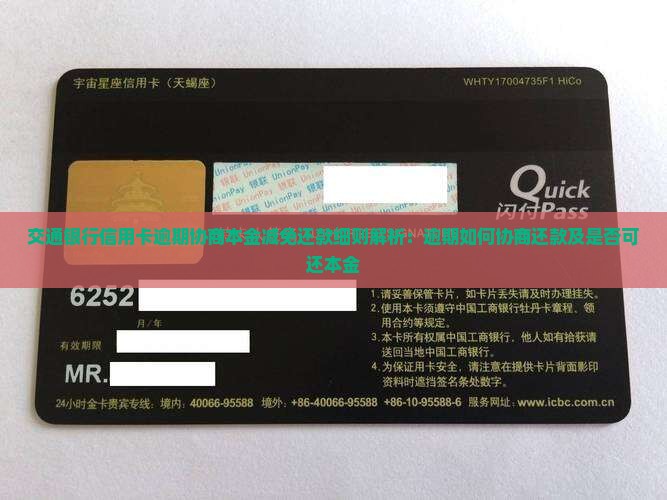 宇宙星座信用卡（天蝎座）
WHTY17004735F1 HiCo
UnionPay 银联 UnionPay
Quick
闪付Pass
交通银行信用卡逾期协商本金减免还款细则解析：逾期如何协商还款及是否可
还本金
6252
月/年
有效期限
MR.
1.请妥善保管卡片，如卡片丢失请及时办理挂失。
2.使用本卡须遵守中国工商银行牡丹卡章程、领
用合约等规定。
3.本卡所有权属中国工商银行，他人如有拾获请
送回当地中国工商银行。
4.为保证用卡安全，请注意在提供卡片背面影印
资料时遮挡签名条处数字。
24小时金卡贵宾专线：境内：40066-95588 境外：+86-40066-95588 +86-10-95588-6 服务网址：www.icbc.com.cn